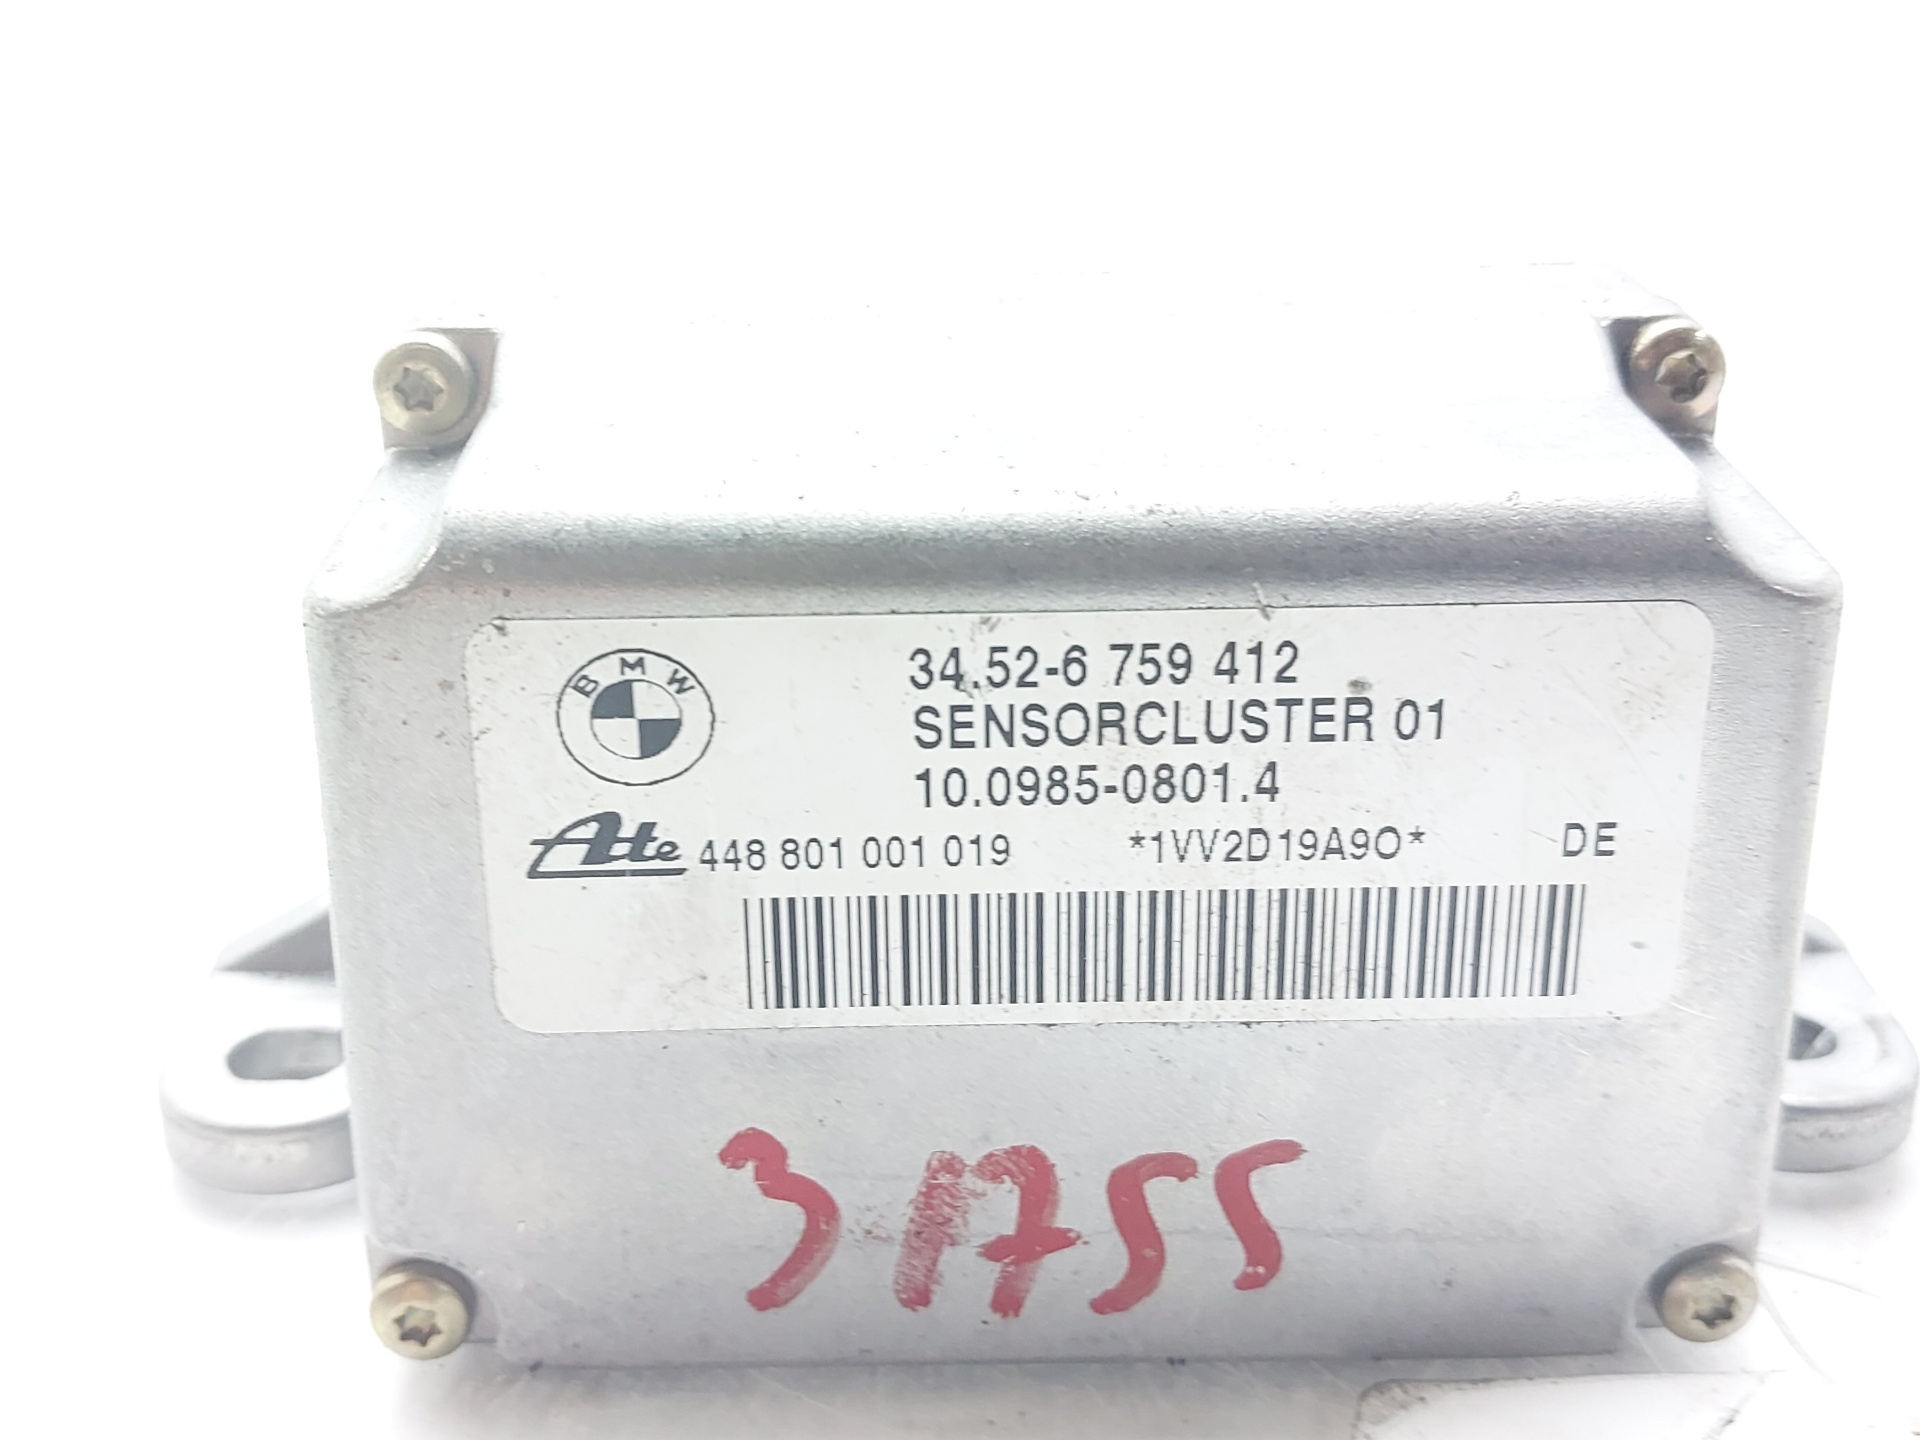 BMW
34.52-6 759 412
SENSORCLUSTER 01
10.0985-0801.4
Ate 448 801 001 019 *1VV2D19A9O* DE
31755